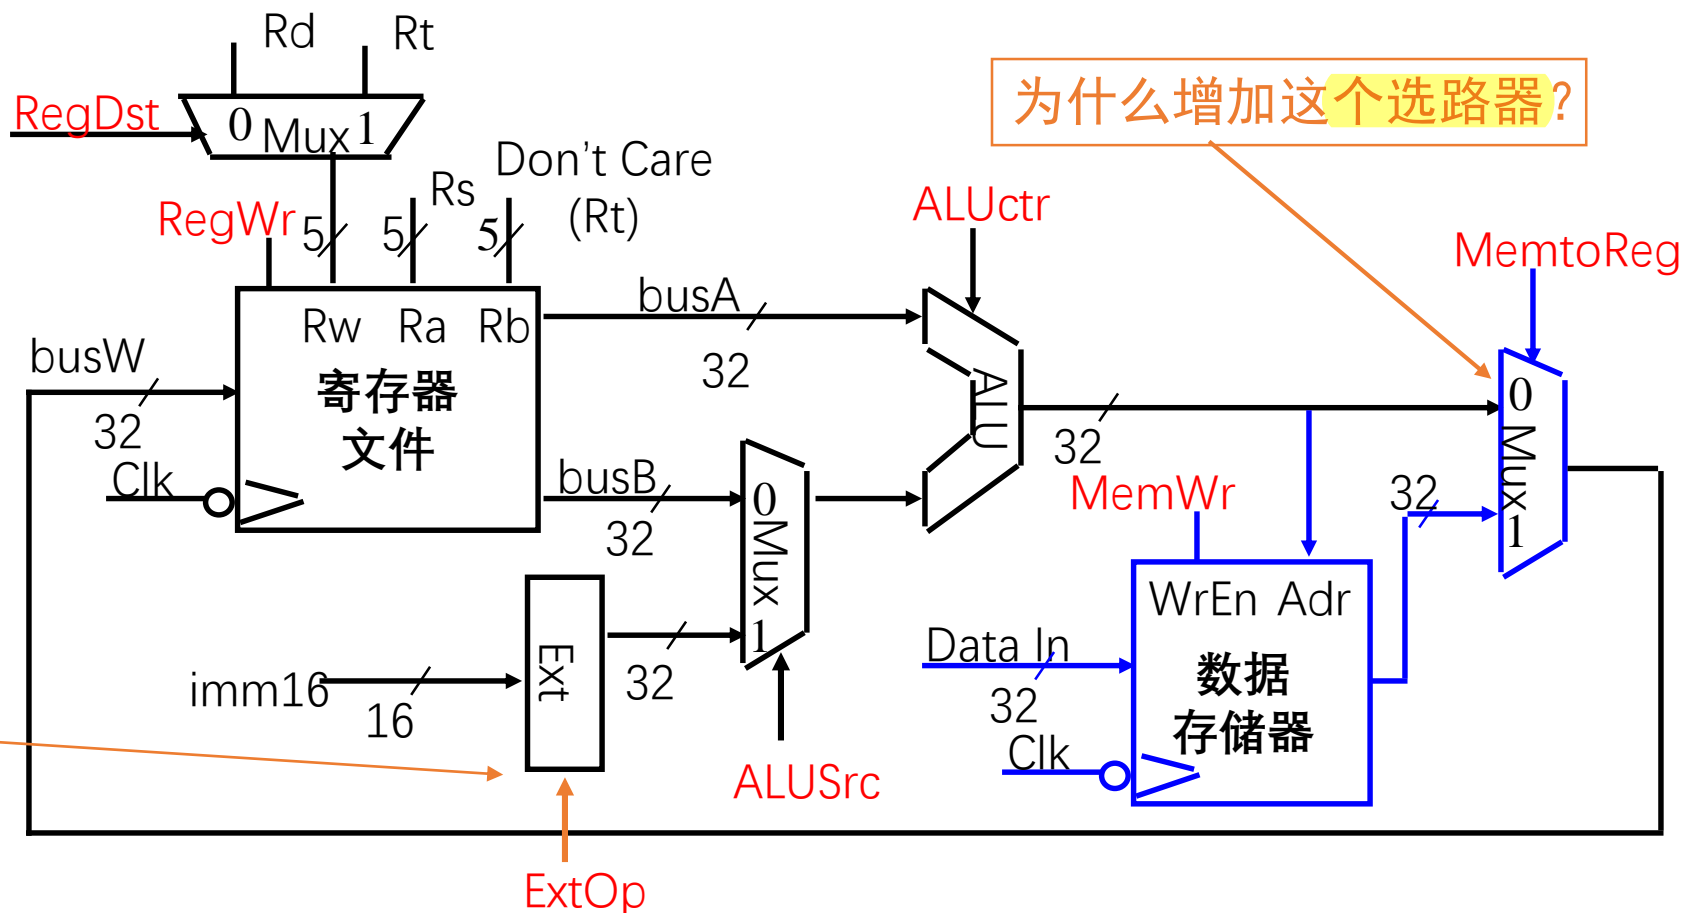 Rd
Rt
RegDst
0
Mux
1
为什么增加这个选路器?
RegWr
5
5
Rs
5
Don't Care
(Rt)
ALUctr
MemtoReg
busW
32
Clk
Rw
Ra
Rb
寄存器
文件
busA
32
busB
32
0
Mux
1
ALU
32
MemWr
32
0
Mux
1
imm16
16
Ext
32
ALUSrc
ExtOp
WrEn
Adr
Data In
32
Clk
数据
存储器